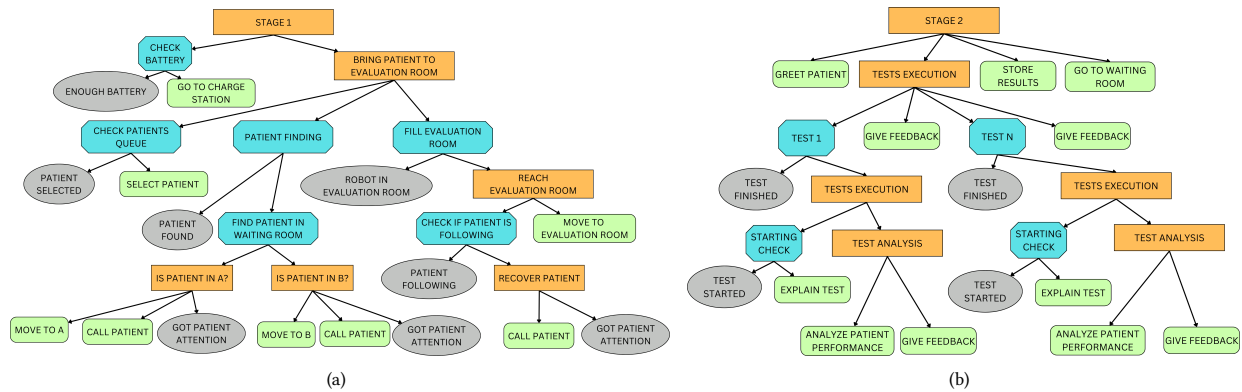 STAGE 1
CHECK
BATTERY
BRING PATIENT TO
EVALUATION ROOM
ENOUGH BATTERY
GO TO CHARGE
STATION
CHECK PATIENTS
QUEUE
PATIENT FINDING
FILL EVALUATION
ROOM
PATIENT
SELECTED
SELECT PATIENT
ROBOT IN
EVALUATION ROOM
REACH
EVALUATION ROOM
PATIENT
FOUND
FIND PATIENT IN
WAITING ROOM
CHECK IF PATIENT IS
FOLLOWING
MOVE TO
EVALUATION ROOM
IS PATIENT IN A?
IS PATIENT IN B?
PATIENT
FOLLOWING
RECOVER PATIENT
MOVE TO A
CALL PATIENT
GOT PATIENT
ATTENTION
MOVE TO B
CALL PATIENT
GOT PATIENT
ATTENTION
CALL PATIENT
GOT PATIENT
ATTENTION
(a)
STAGE 2
GREET PATIENT
TESTS EXECUTION
STORE
RESULTS
GO TO WAITING
ROOM
TEST 1
GIVE FEEDBACK
TEST N
GIVE FEEDBACK
TEST
FINISHED
TESTS EXECUTION
TEST
FINISHED
TESTS EXECUTION
STARTING
CHECK
TEST ANALYSIS
STARTING
CHECK
TEST ANALYSIS
TEST
STARTED
EXPLAIN TEST
TEST
STARTED
EXPLAIN TEST
ANALYZE PATIENT
PERFORMANCE
GIVE FEEDBACK
ANALYZE PATIENT
PERFORMANCE
GIVE FEEDBACK
(b)